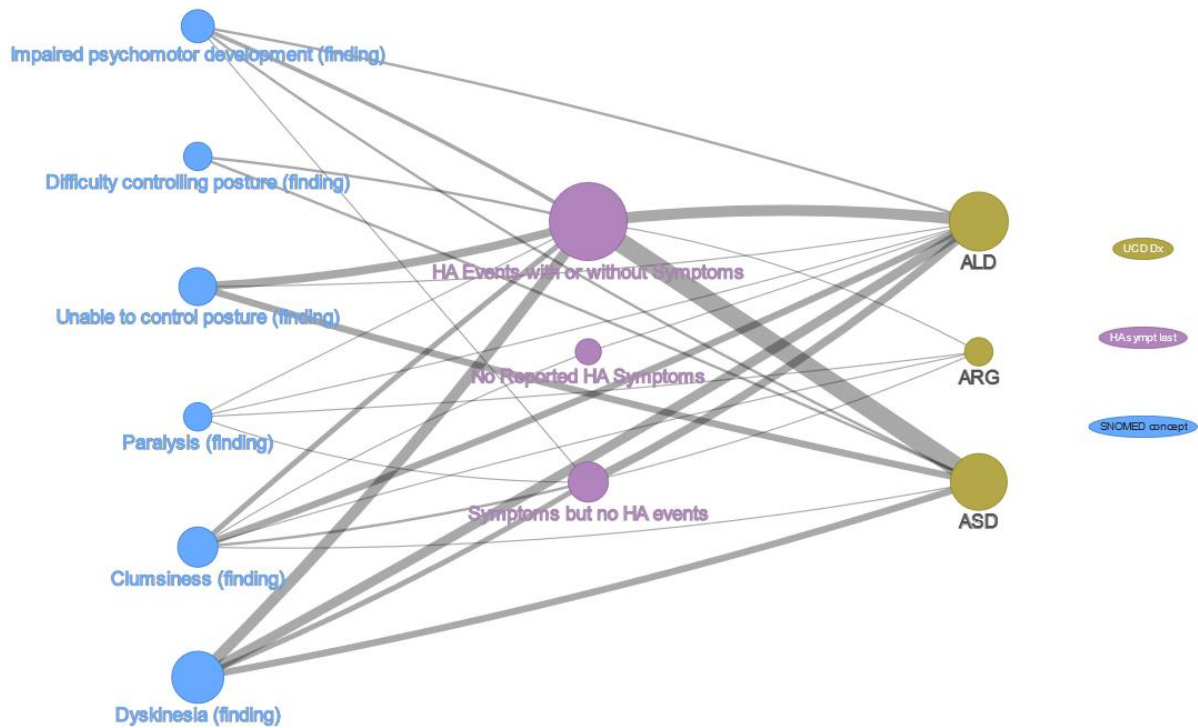 Impaired psychomotor development (finding)
Difficulty controlling posture (finding)
Unable to control posture (finding)
Paralysis (finding)
Clumsiness (finding)
Dyskinesia (finding)
HA Events with or without Symptoms
No Reported HA Symptoms
Symptoms but no HA events
ALD
ARG
ASD
UCD Dx
HA sympt last
SNOMED concept